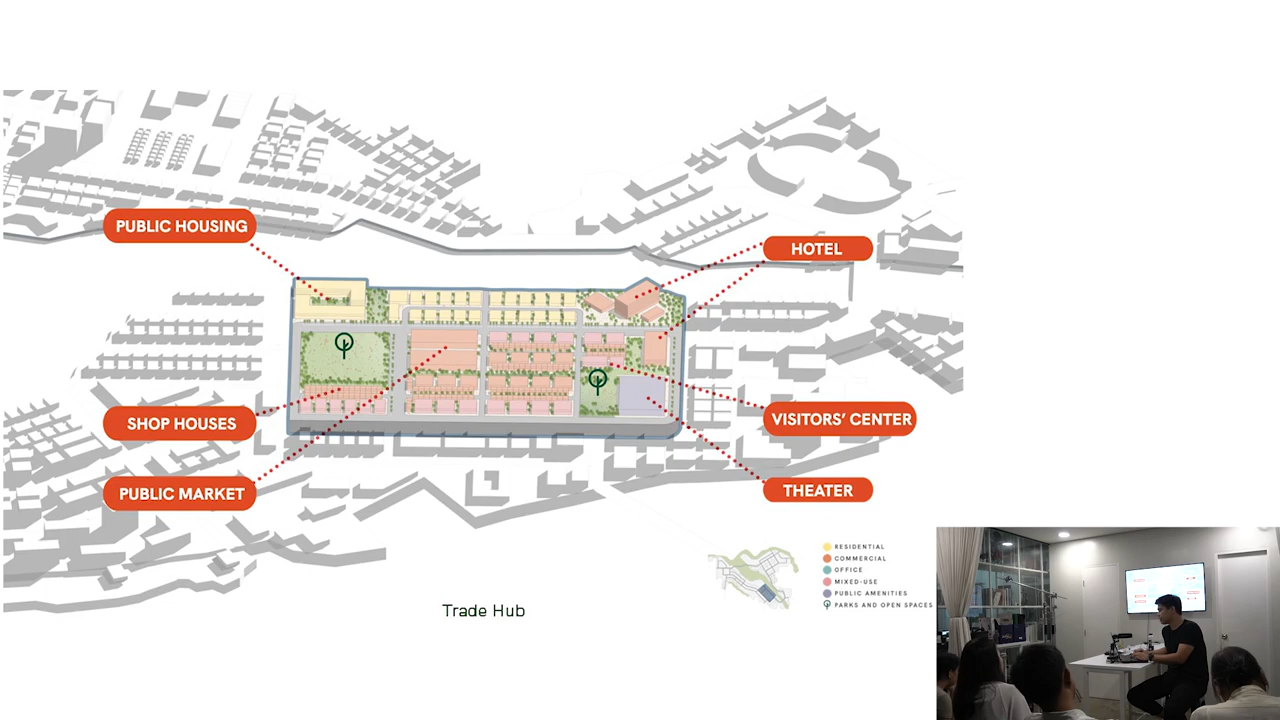 PUBLIC HOUSING
HOTEL
SHOP HOUSES
VISITORS' CENTER
PUBLIC MARKET
THEATER
RESIDENTIAL
COMMERCIAL
OFFICE
MIXED-USE
PUBLIC AMENITIES
PARKS AND OPEN SPACES
Trade Hub